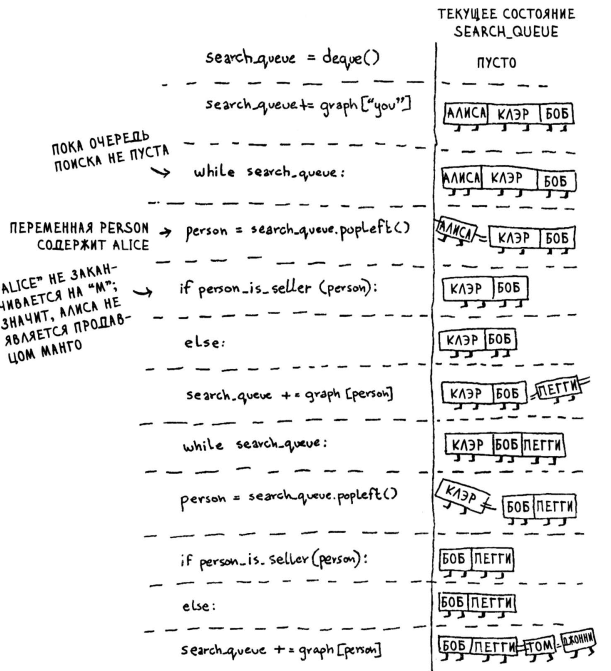 ТЕКУЩЕЕ СОСТОЯНИЕ
SEARCH_QUEUE
search_queue = deque()
ПУСТО
search_queue += graph["you"]
АЛИСА КЛЭР БОБ
ПОКА ОЧЕРЕДЬ
ПОИСКА НЕ ПУСТА
while search_queue:
АЛИСА КЛЭР БОБ
ПЕРЕМЕННАЯ PERSON
СОДЕРЖИТ ALICE
person = search_queue.popleft()
АЛИСА КЛЭР БОБ
ALICE" НЕ ЗАКАН-
ЧИВАЕТСЯ НА "M";
ЗНАЧИТ, АЛИСА НЕ
ЯВЛЯЕТСЯ ПРОДАВ-
ЦОМ МАНГО
if person_is_seller (person):
КЛЭР БОБ
else:
КЛЭР БОБ
search_queue += graph [person]
КЛЭР БОБ ПЕГГИ
while search_queue:
КЛЭР БОБ ПЕГГИ
person = search_queue.popleft()
КЛЭР БОБ ПЕГГИ
if person_is_seller (person):
БОБ ПЕГГИ
else:
БОБ ПЕГГИ
search_queue += graph [person]
БОБ ПЕГГИ ТОМ ДЖОННИ